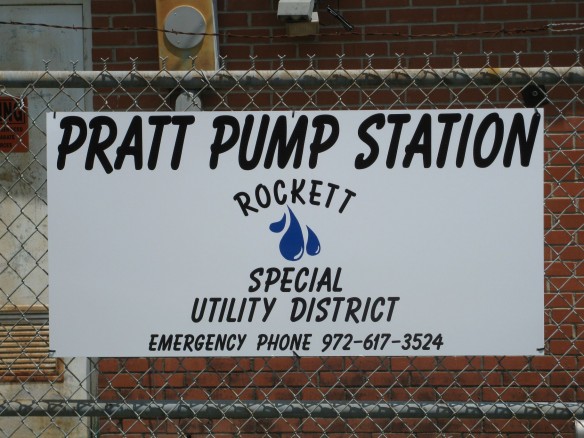 PRATT PUMP STATION
ROCKETT
SPECIAL
UTILITY DISTRICT
EMERGENCY PHONE 972-617-3524